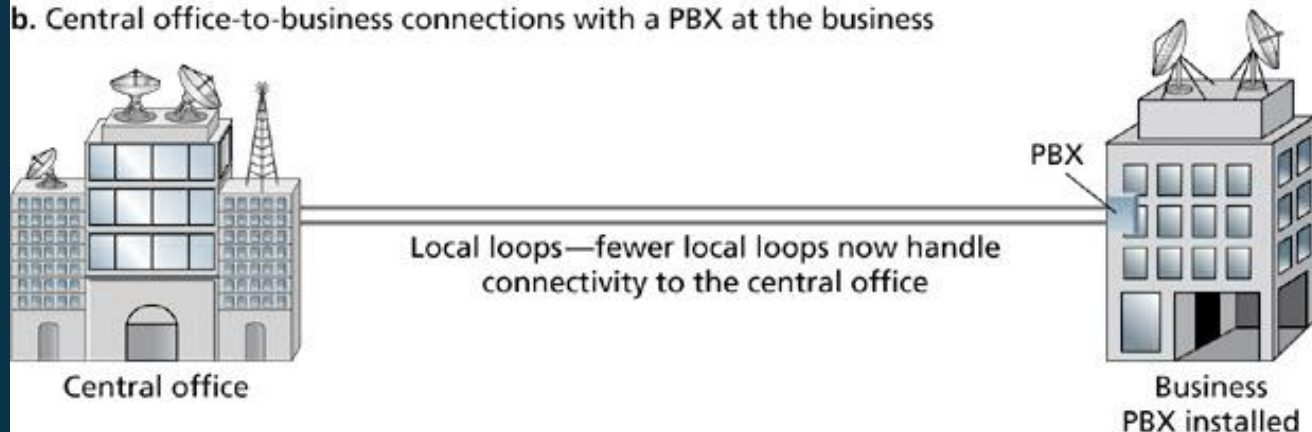 b. Central office-to-business connections with a PBX at the business
PBX
Local loops—fewer local loops now handle
connectivity to the central office
Central office
Business
PBX installed